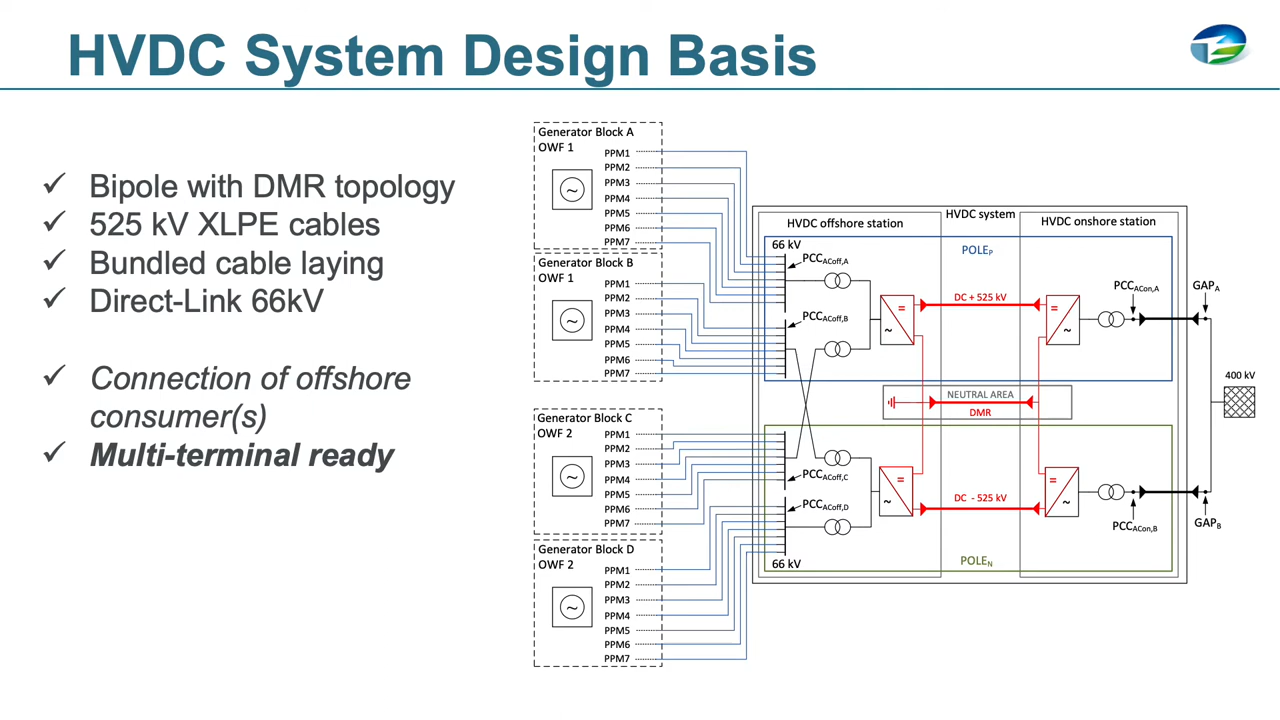 HVDC System Design Basis
✓ Bipole with DMR topology
✓ 525 kV XLPE cables
✓ Bundled cable laying
✓ Direct-Link 66kV
✓ Connection of offshore
consumer(s)
✓ Multi-terminal ready
Generator Block A
OWF 1
PPM1
PPM2
PPM3
PPM4
PPM5
PPM6
PPM7
~
Generator Block B
OWF 1
PPM1
PPM2
PPM3
PPM4
PPM5
PPM6
PPM7
~
Generator Block C
OWF 2
PPM1
PPM2
PPM3
PPM4
PPM5
PPM6
PPM7
~
Generator Block D
OWF 2
PPM1
PPM2
PPM3
PPM4
PPM5
PPM6
PPM7
~
HVDC offshore station
HVDC system
HVDC onshore station
66 kV
POLEP
PCCACoff,A
PCCACoff,B
= ~
DC + 525 kV
= ~
PCCACon,A
GAPA
400 kV
NEUTRAL AREA
DMR
PCCACoff,C
PCCACoff,D
= ~
DC - 525 kV
= ~
PCCACon,B
GAPB
66 kV
POLEN